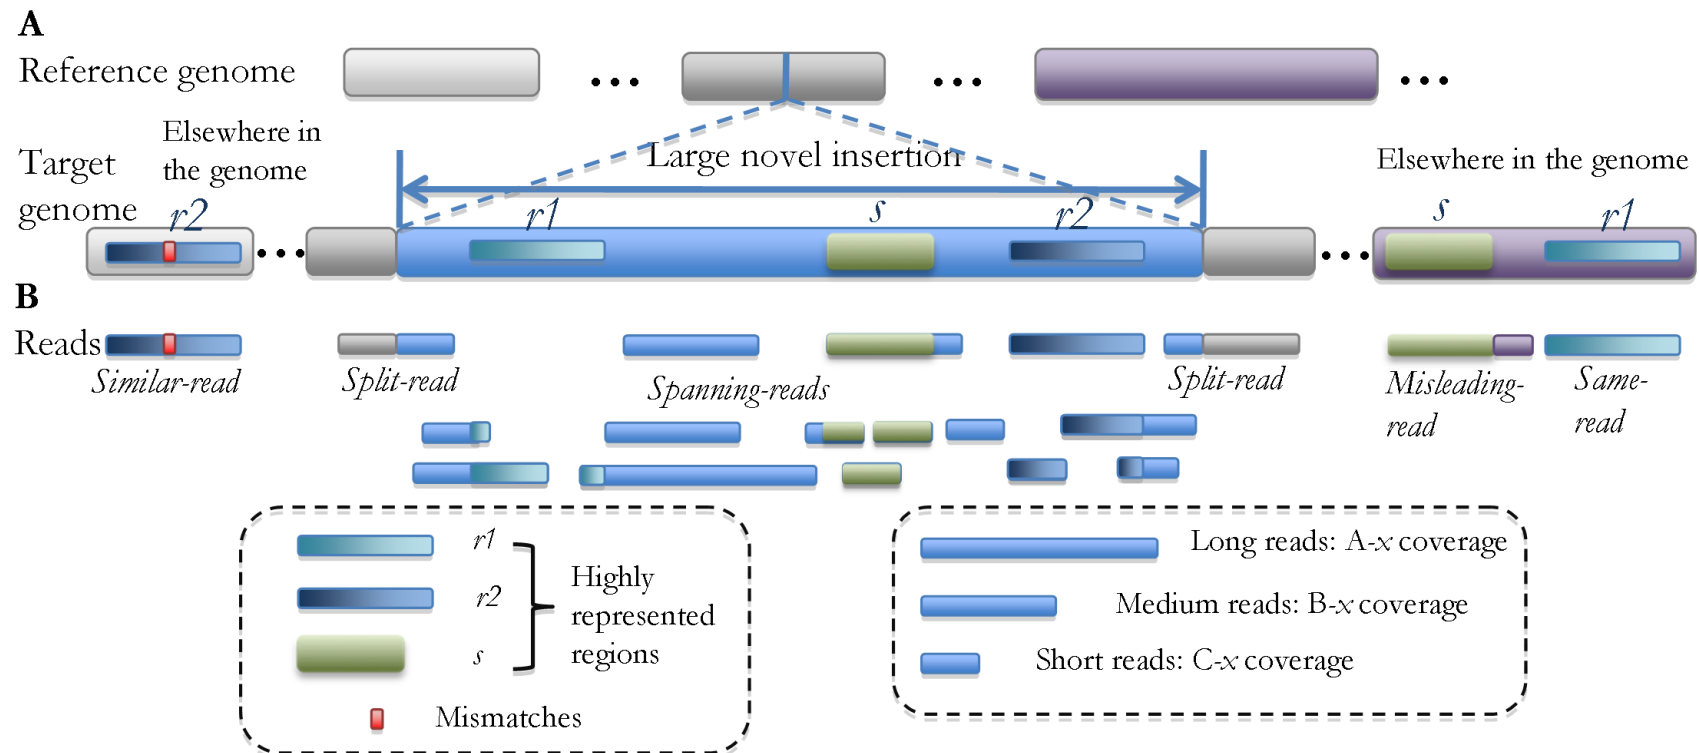 A
Reference genome
Elsewhere in
the genome
Target
genome
Large novel insertion
Elsewhere in the genome
r2
r1
s
r2
s
r1
B
Reads
Similar-read
Split-read
Spanning-reads
Split-read
Misleading-
read
Same-
read
r1
r2
s
Highly
represented
regions
Mismatches
Long reads: A-x coverage
Medium reads: B-x coverage
Short reads: C-x coverage